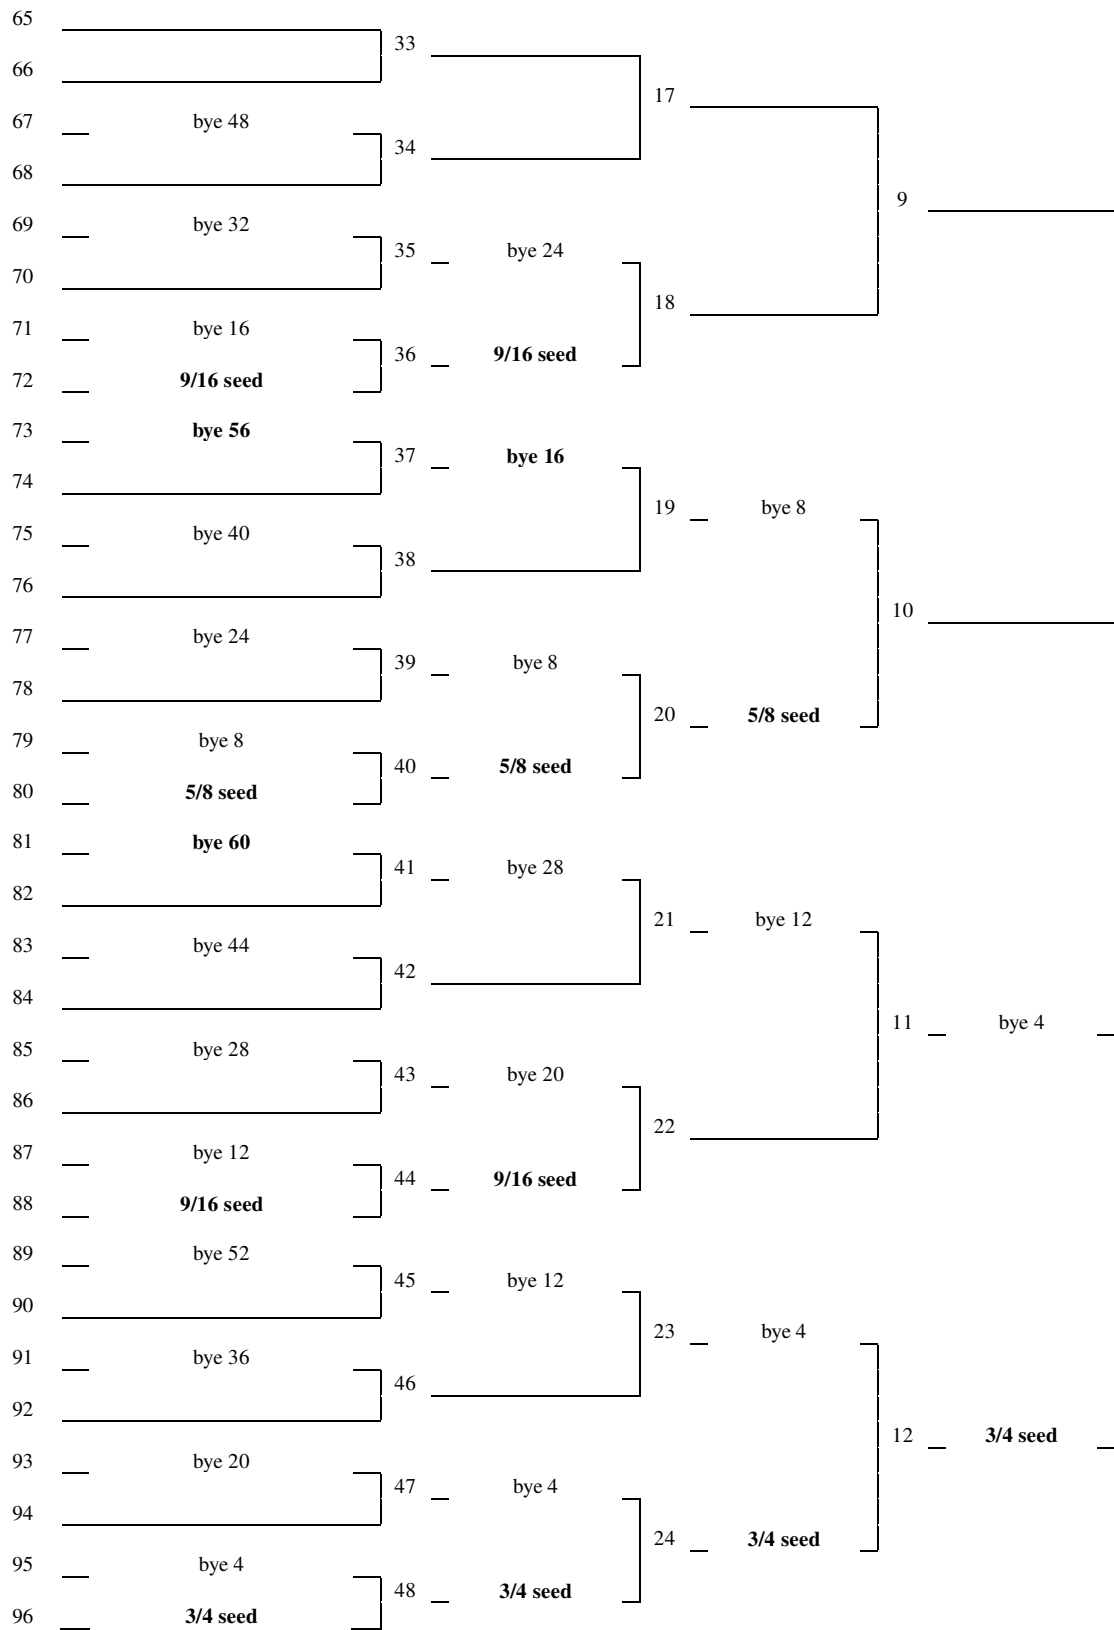 65
33
66
17
67 bye 48
34
68
9
69 bye 32
35 bye 24
70
18
71 bye 16
36 9/16 seed
72 9/16 seed
73 bye 56
37 bye 16
74
19 bye 8
75 bye 40
38
76
10
77 bye 24
39 bye 8
78
20 5/8 seed
79 bye 8
40 5/8 seed
80 5/8 seed
81 bye 60
41 bye 28
82
21 bye 12
83 bye 44
42
84
11 bye 4
85 bye 28
43 bye 20
86
22
87 bye 12
44 9/16 seed
88 9/16 seed
89 bye 52
45 bye 12
90
23 bye 4
91 bye 36
46
92
12 3/4 seed
93 bye 20
47 bye 4
94
24 3/4 seed
95 bye 4
48 3/4 seed
96 3/4 seed